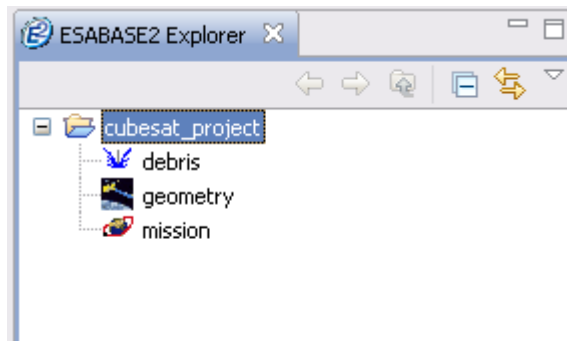 ESABASE2 Explorer
cubesat_project
debris
geometry
mission